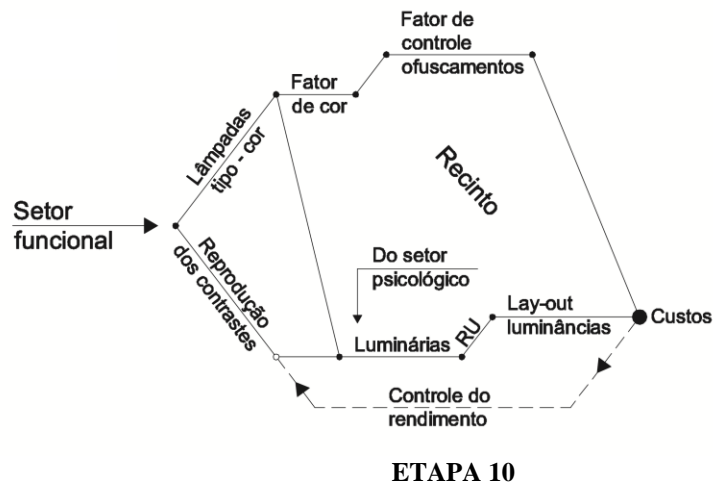 Fator de
controle
ofuscamentos
Fator
de cor
Lâmpadas
tipo - cor
Recinto
Setor
funcional
Reprodução
dos contrastes
Do setor
psicológico
Luminárias
RU
Lay-out
luminâncias
Custos
Controle do
rendimento
ETAPA 10